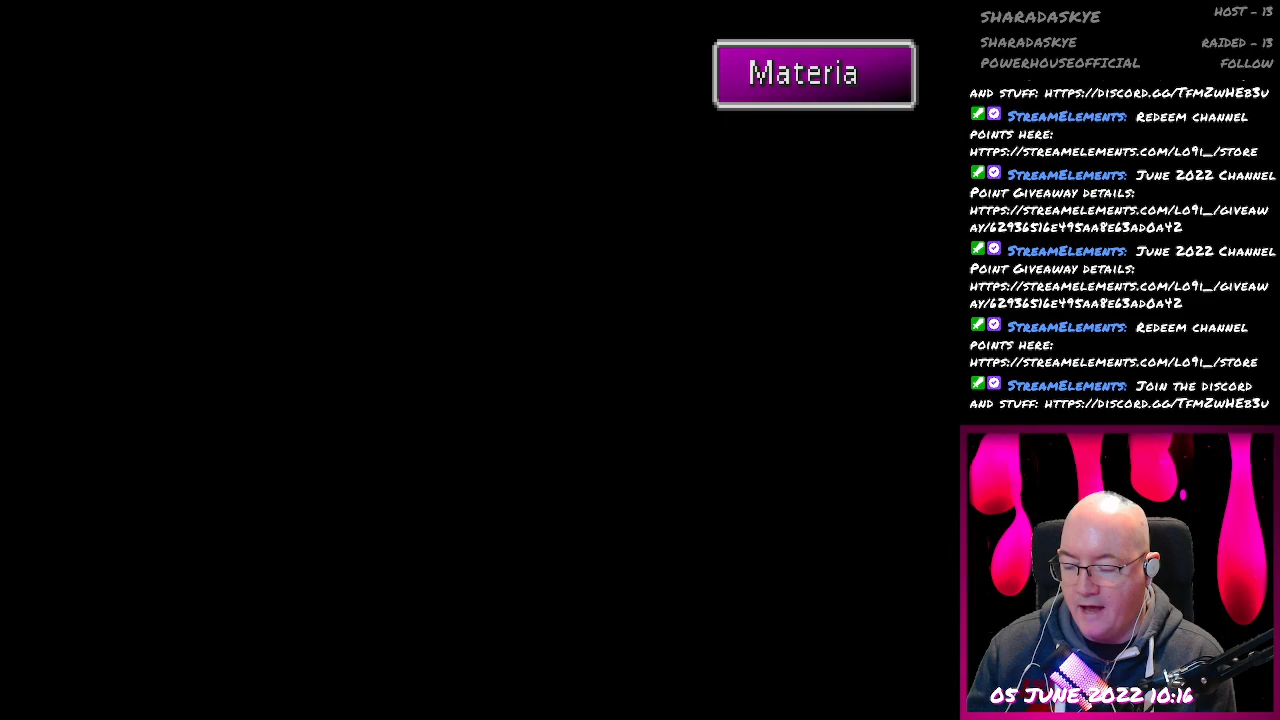 Materia
SHARADASKYE HOST - 13
SHARADASKYE RAIDED - 13
POWERHOUSEOFFICIAL FOLLOW
AND STUFF: HTTPS://DISCORD.GG/TFMZWHEB3U
STREAMELEMENTS: REDEEM CHANNEL
POINTS HERE:
HTTPS://STREAMELEMENTS.COM/LO9I_/STORE
STREAMELEMENTS: JUNE 2022 CHANNEL
POINT GIVEAWAY DETAILS:
HTTPS://STREAMELEMENTS.COM/LO9I_/GIVEAW
AY/62936516E495AA8E63AD0A42
STREAMELEMENTS: JUNE 2022 CHANNEL
POINT GIVEAWAY DETAILS:
HTTPS://STREAMELEMENTS.COM/LO9I_/GIVEAW
AY/62936516E495AA8E63AD0A42
STREAMELEMENTS: REDEEM CHANNEL
POINTS HERE:
HTTPS://STREAMELEMENTS.COM/LO9I_/STORE
STREAMELEMENTS: JOIN THE DISCORD
AND STUFF: HTTPS://DISCORD.GG/TFMZWHEB3U
05 JUNE 2022 10:16